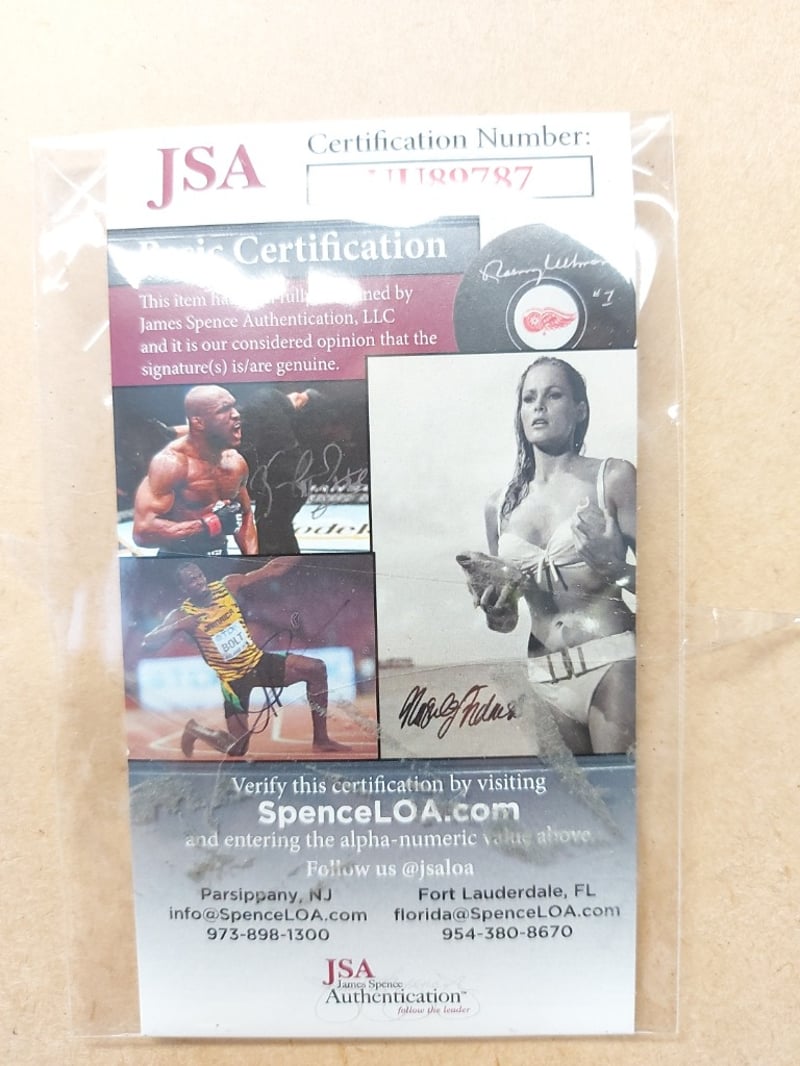 JSA
Certification Number:
UU89787
Basic Certification
This item has been fully examined by
James Spence Authentication, LLC
and it is our considered opinion that the
signature(s) is/are genuine.
#1
BOLT
Verify this certification by visiting
SpenceLOA.com
and entering the alpha-numeric value above.
Follow us @jsaloa
Parsippany, NJ
info@SpenceLOA.com
973-898-1300
Fort Lauderdale, FL
florida@SpenceLOA.com
954-380-8670
JSA
James Spence
Authentication™
follow the leader